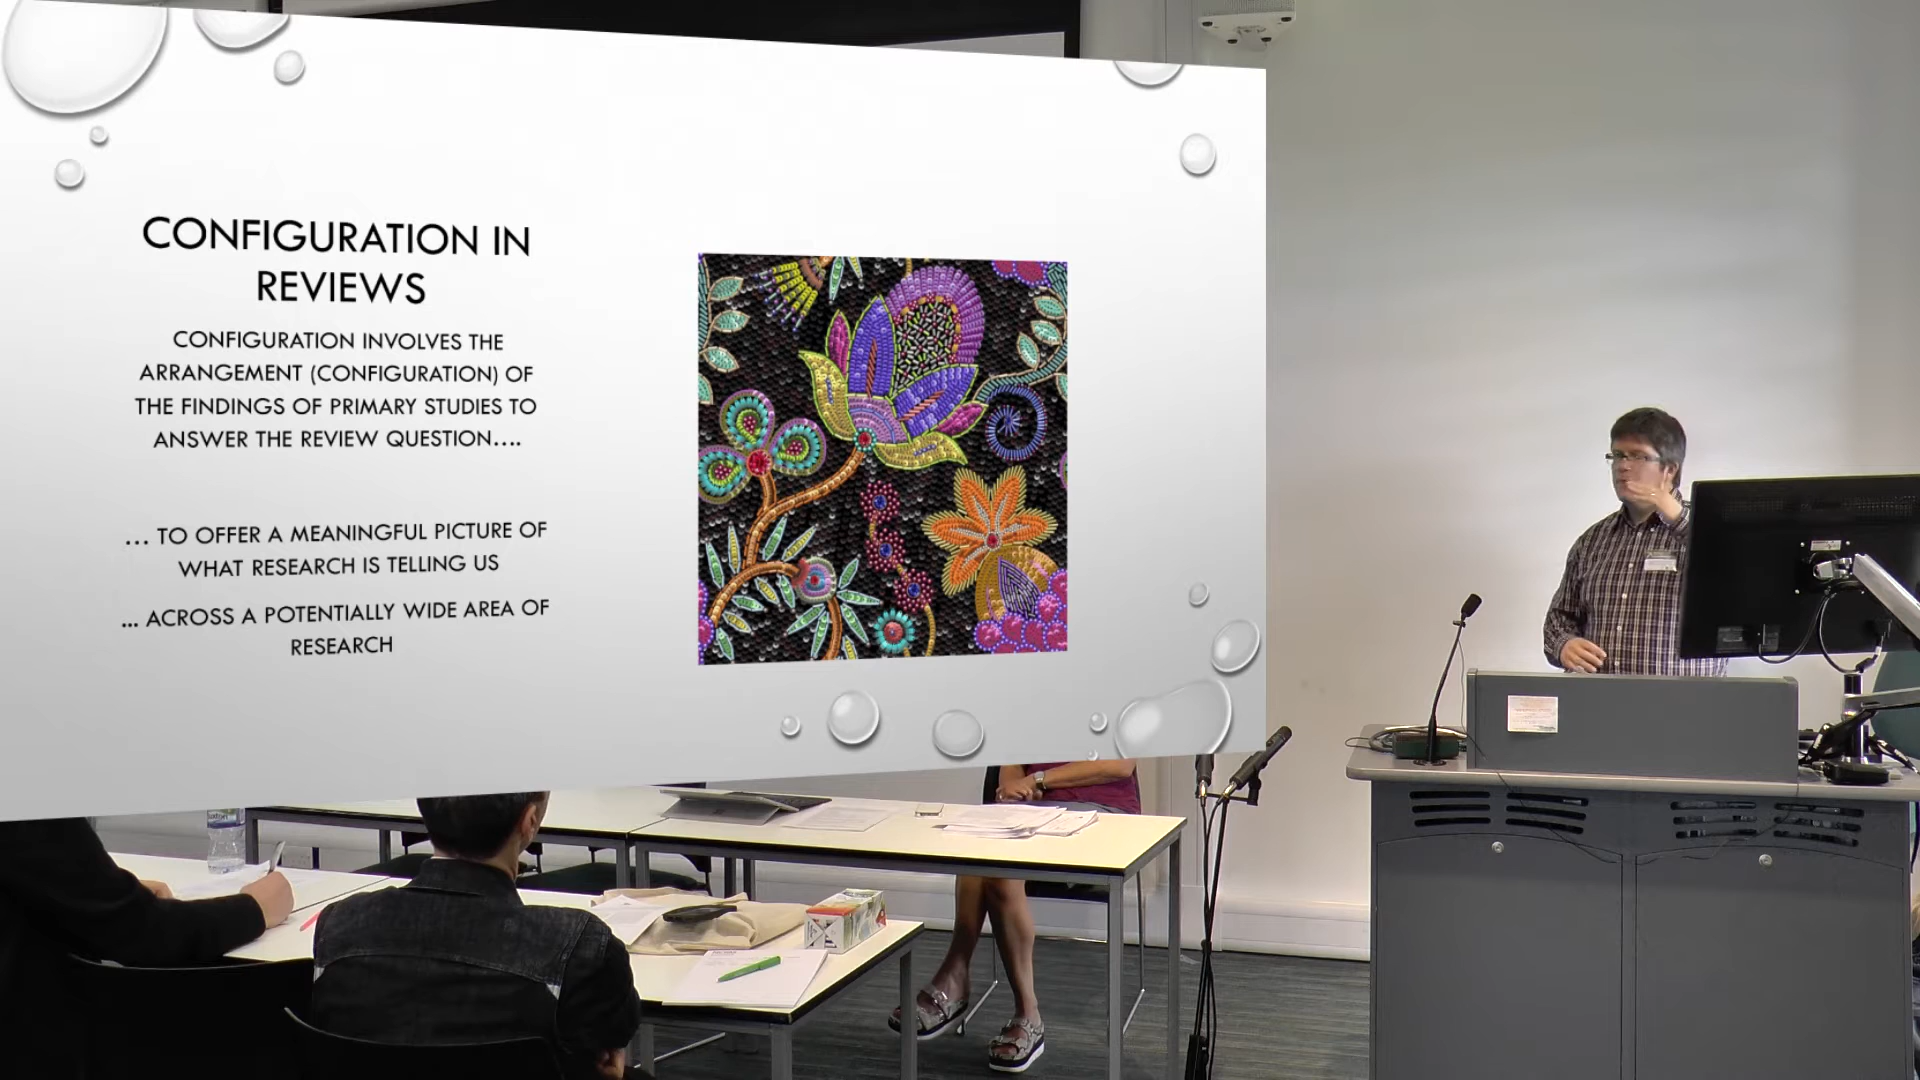 CONFIGURATION IN
REVIEWS
CONFIGURATION INVOLVES THE
ARRANGEMENT (CONFIGURATION) OF
THE FINDINGS OF PRIMARY STUDIES TO
ANSWER THE REVIEW QUESTION....
... TO OFFER A MEANINGFUL PICTURE OF
WHAT RESEARCH IS TELLING US
... ACROSS A POTENTIALLY WIDE AREA OF
RESEARCH